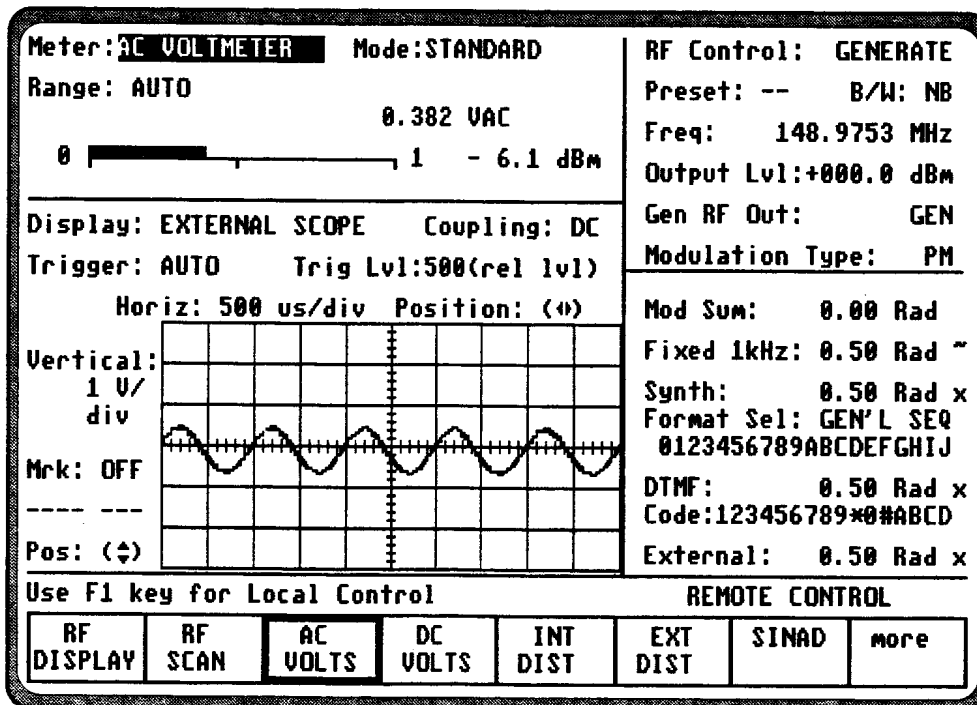 Meter:AC VOLTMETER Mode:STANDARD
Range: AUTO
0.382 VAC
0 1 - 6.1 dBm
Display: EXTERNAL SCOPE Coupling: DC
Trigger: AUTO Trig Lvl:500(rel lvl)
Horiz: 500 us/div Position: (◂▸)
Vertical:
1 V/
div
Mrk: OFF
---- ---
Pos: (▴▾)
RF Control: GENERATE
Preset: -- B/W: NB
Freq: 148.9753 MHz
Output Lvl:+000.0 dBm
Gen RF Out: GEN
Modulation Type: PM
Mod Sum: 0.00 Rad
Fixed 1kHz: 0.50 Rad ~
Synth: 0.50 Rad x
Format Sel: GEN'L SEQ
0123456789ABCDEFGHIJ
DTMF: 0.50 Rad x
Code:123456789*0#ABCD
External: 0.50 Rad x
Use F1 key for Local Control REMOTE CONTROL
RF DISPLAY
RF SCAN
AC VOLTS
DC VOLTS
INT DIST
EXT DIST
SINAD
more